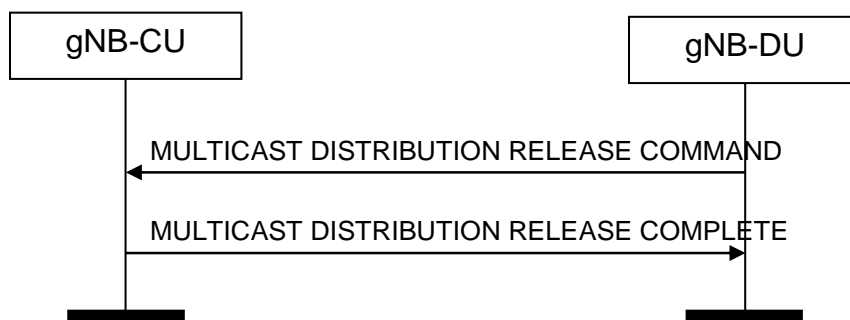 gNB-CU
gNB-DU
MULTICAST DISTRIBUTION RELEASE COMMAND
MULTICAST DISTRIBUTION RELEASE COMPLETE